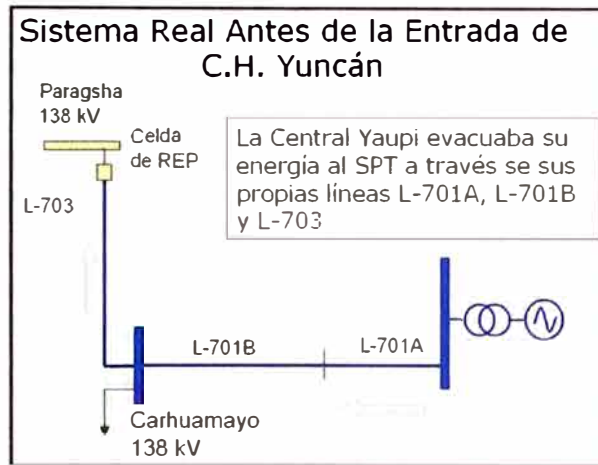 Sistema Real Antes de la Entrada de
C.H. Yuncán
Paragsha
138 kV
Celda
de REP
La Central Yaupi evacuaba su
energía al SPT a través se sus
propias líneas L-701A, L-701B
y L-703
L-703
L-701B
L-701A
Carhuamayo
138 kV